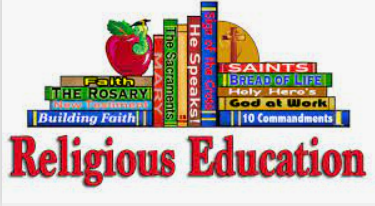 Faith
THE ROSARY
New Testament
Building Faith
MARY
The Sacraments
He Speaks!
Sign of the Cross
SAINTS
BREAD OF LIFE
Holy Hero's
God at Work
10 Commandments
Religious Education